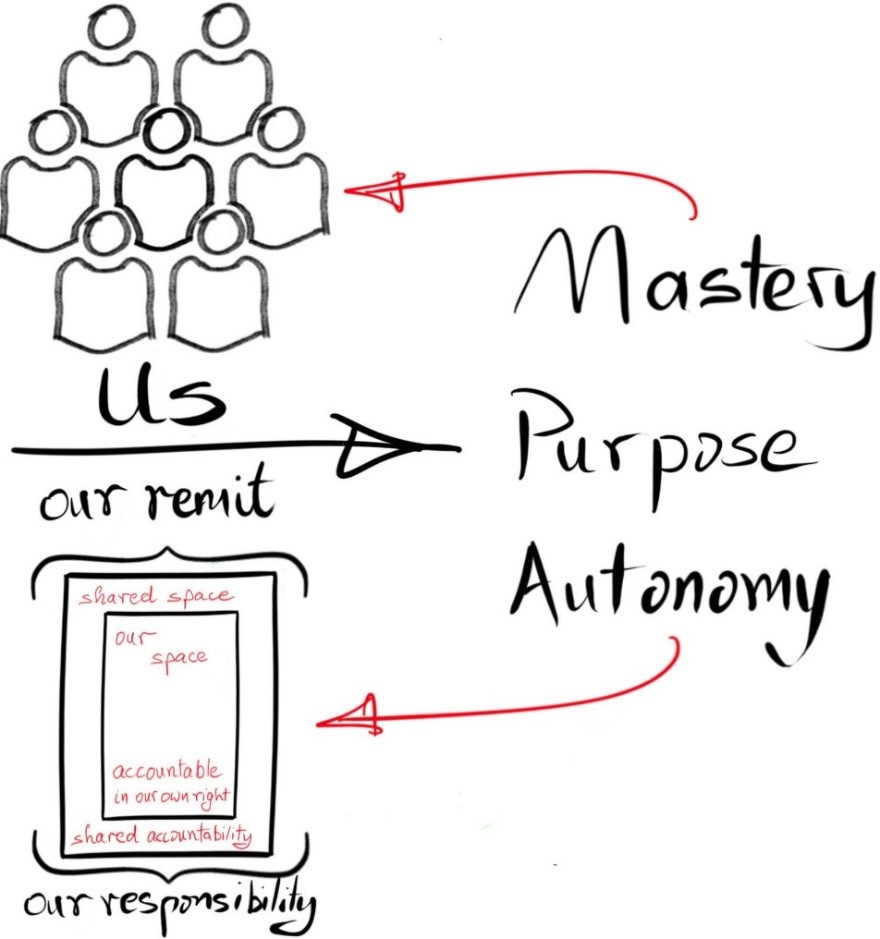 Mastery
Us
Purpose
our remit
Autonomy
shared space
our
space
accountable
in our own right
shared accountability
our responsibility